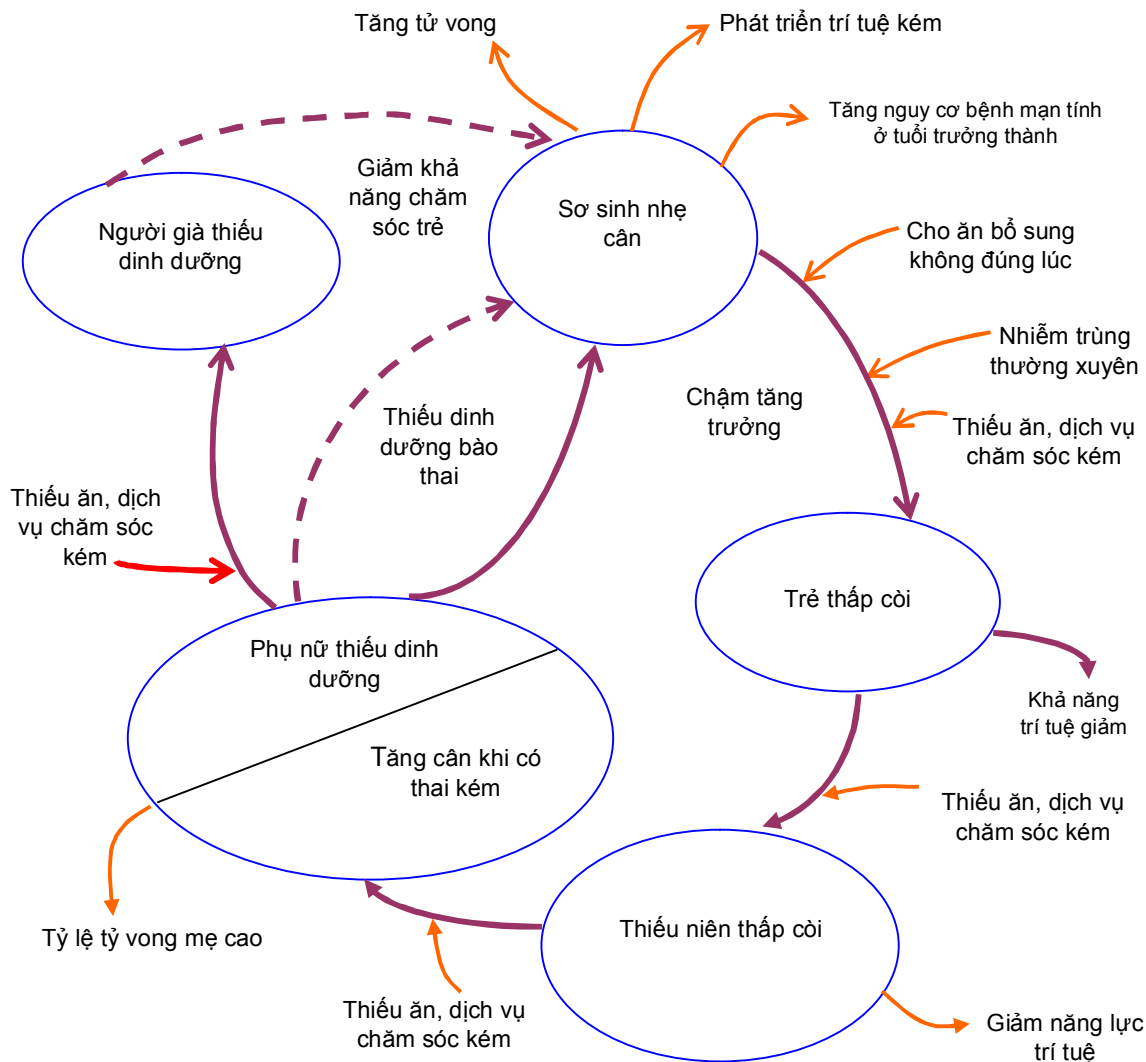 Tăng tử vong
Phát triển trí tuệ kém
Tăng nguy cơ bệnh mạn tính
ở tuổi trưởng thành
Giảm khả
năng chăm
sóc trẻ
Sơ sinh nhẹ
cân
Người già thiếu
dinh dưỡng
Cho ăn bổ sung
không đúng lúc
Nhiễm trùng
thường xuyên
Chậm tăng
trưởng
Thiếu dinh
dưỡng bào
thai
Thiếu ăn, dịch vụ
chăm sóc kém
Thiếu ăn, dịch
vụ chăm sóc
kém
Trẻ thấp còi
Phụ nữ thiếu dinh
dưỡng
Khả năng
trí tuệ giảm
Tăng cân khi có
thai kém
Thiếu ăn, dịch vụ
chăm sóc kém
Tỷ lệ tỷ vong mẹ cao
Thiếu niên thấp còi
Thiếu ăn, dịch vụ
chăm sóc kém
Giảm năng lực
trí tuệ